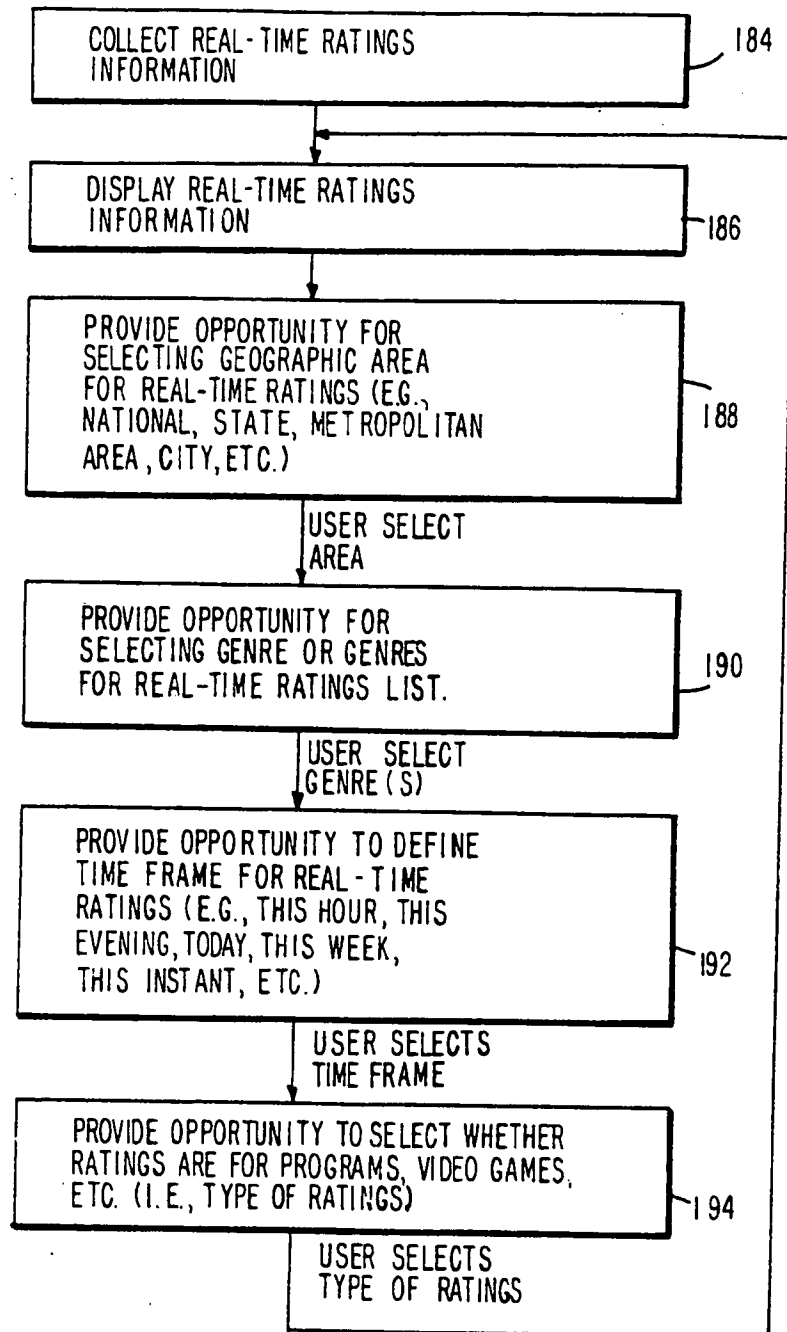 COLLECT REAL-TIME RATINGS
INFORMATION
184
DISPLAY REAL-TIME RATINGS
INFORMATION
186
PROVIDE OPPORTUNITY FOR
SELECTING GEOGRAPHIC AREA
FOR REAL-TIME RATINGS (E.G.,
NATIONAL, STATE, METROPOLITAN
AREA, CITY, ETC.)
188
USER SELECT
AREA
PROVIDE OPPORTUNITY FOR
SELECTING GENRE OR GENRES
FOR REAL-TIME RATINGS LIST.
190
USER SELECT
GENRE(S)
PROVIDE OPPORTUNITY TO DEFINE
TIME FRAME FOR REAL-TIME
RATINGS (E.G., THIS HOUR, THIS
EVENING, TODAY, THIS WEEK,
THIS INSTANT, ETC.)
192
USER SELECTS
TIME FRAME
PROVIDE OPPORTUNITY TO SELECT WHETHER
RATINGS ARE FOR PROGRAMS, VIDEO GAMES,
ETC. (I.E., TYPE OF RATINGS)
194
USER SELECTS
TYPE OF RATINGS